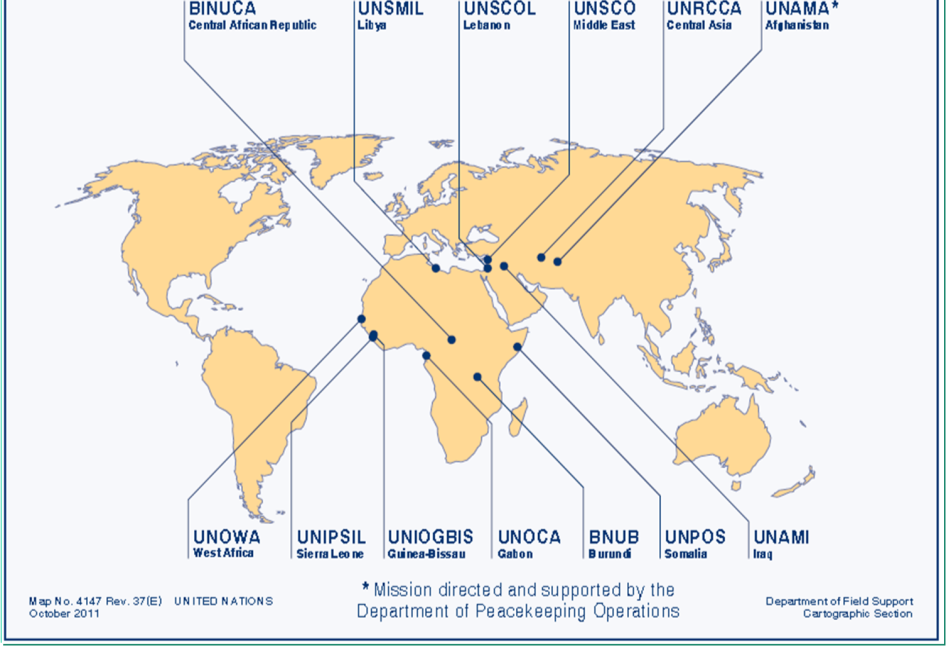 BINUCA
Central African Republic
UNSMIL
Libya
UNSCOL
Lebanon
UNSCO
Middle East
UNRCCA
Central Asia
UNAMA*
Afghanistan
UNOWA
West Africa
UNIPSIL
Sierra Leone
UNIOGBIS
Guinea-Bissau
UNOCA
Gabon
BNUB
Burundi
UNPOS
Somalia
UNAMI
Iraq
* Mission directed and supported by the
Department of Peacekeeping Operations
Map No. 4147 Rev. 37(E) UNITED NATIONS
October 2011
Department of Field Support
Cartographic Section